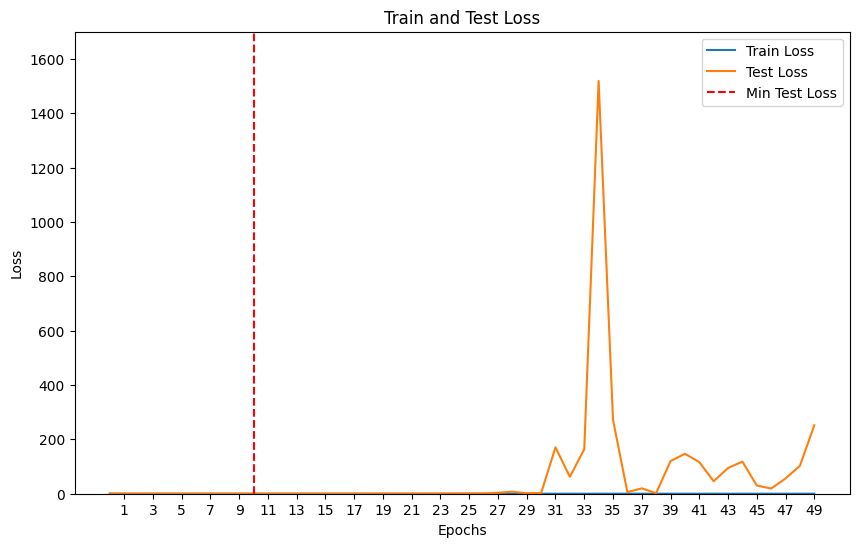 Train and Test Loss
Train Loss
Test Loss
Min Test Loss
Loss
1600
1400
1200
1000
800
600
400
200
0
1 3 5 7 9 11 13 15 17 19 21 23 25 27 29 31 33 35 37 39 41 43 45 47 49
Epochs